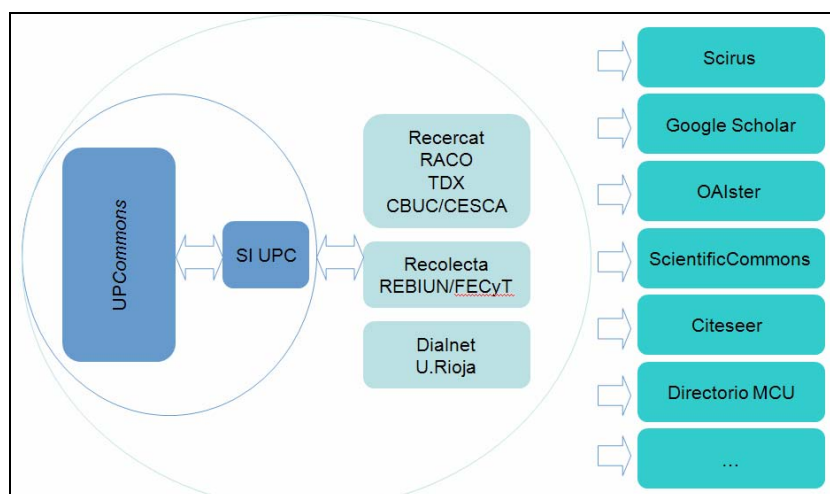 UPCommons
SI UPC
Recercat
RACO
TDX
CBUC/CESCA
Recolecta
REBIUN/FECyT
Dialnet
U.Rioja
Scirus
Google Scholar
OAIster
ScientificCommons
Citeseer
Directorio MCU
...